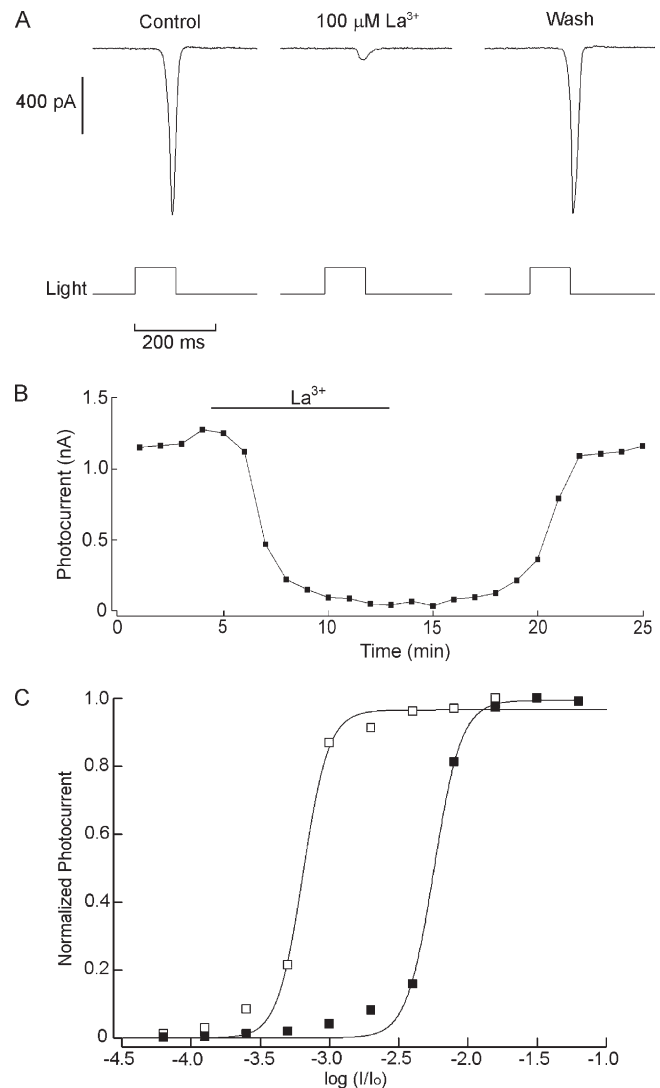 A
Control
100 μM La³⁺
Wash
400 pA
Light
200 ms
B
La³⁺
Photocurrent (nA)
1.5
1.0
0.5
0
0 5 10 15 20 25
Time (min)
C
Normalized Photocurrent
1.0
0.8
0.6
0.4
0.2
0
-4.5 -4.0 -3.5 -3.0 -2.5 -2.0 -1.5 -1.0
log (I/I₀)